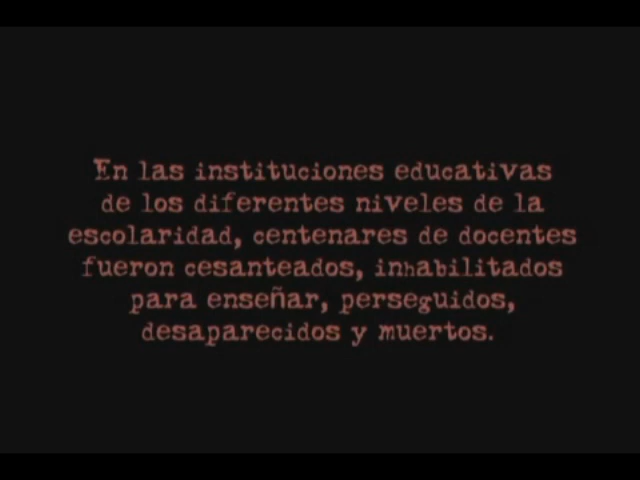 En las instituciones educativas
de los diferentes niveles de la
escolaridad, centenares de docentes
fueron cesanteados, inhabilitados
para enseñar, perseguidos,
desaparecidos y muertos.